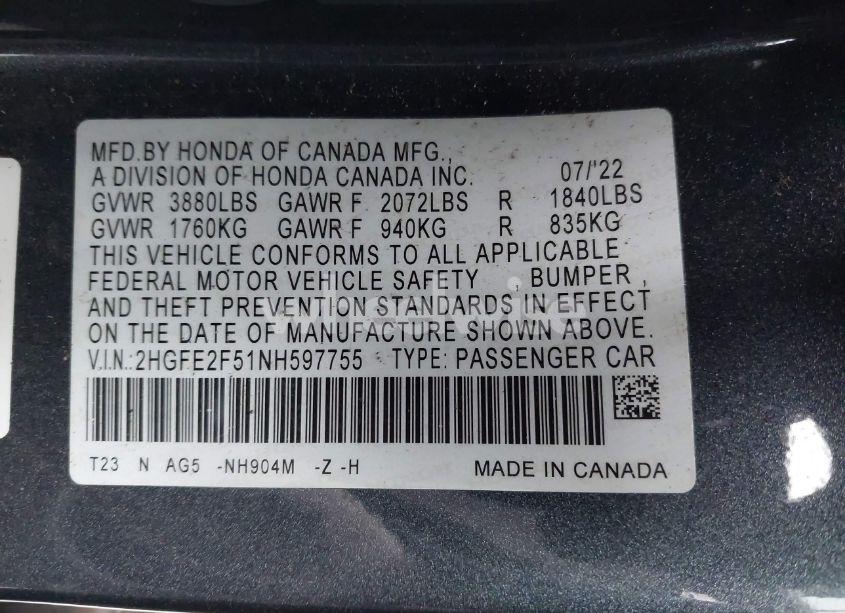 MFD.BY HONDA OF CANADA MFG.,
A DIVISION OF HONDA CANADA INC. 07/'22
GVWR 3880LBS GAWR F 2072LBS R 1840LBS
GVWR 1760KG GAWR F 940KG R 835KG
THIS VEHICLE CONFORMS TO ALL APPLICABLE
FEDERAL MOTOR VEHICLE SAFETY , BUMPER ,
AND THEFT PREVENTION STANDARDS IN EFFECT
ON THE DATE OF MANUFACTURE SHOWN ABOVE.
V.I.N.:2HGFE2F51NH597755 TYPE: PASSENGER CAR
T23 N AG5 -NH904M -Z -H MADE IN CANADA